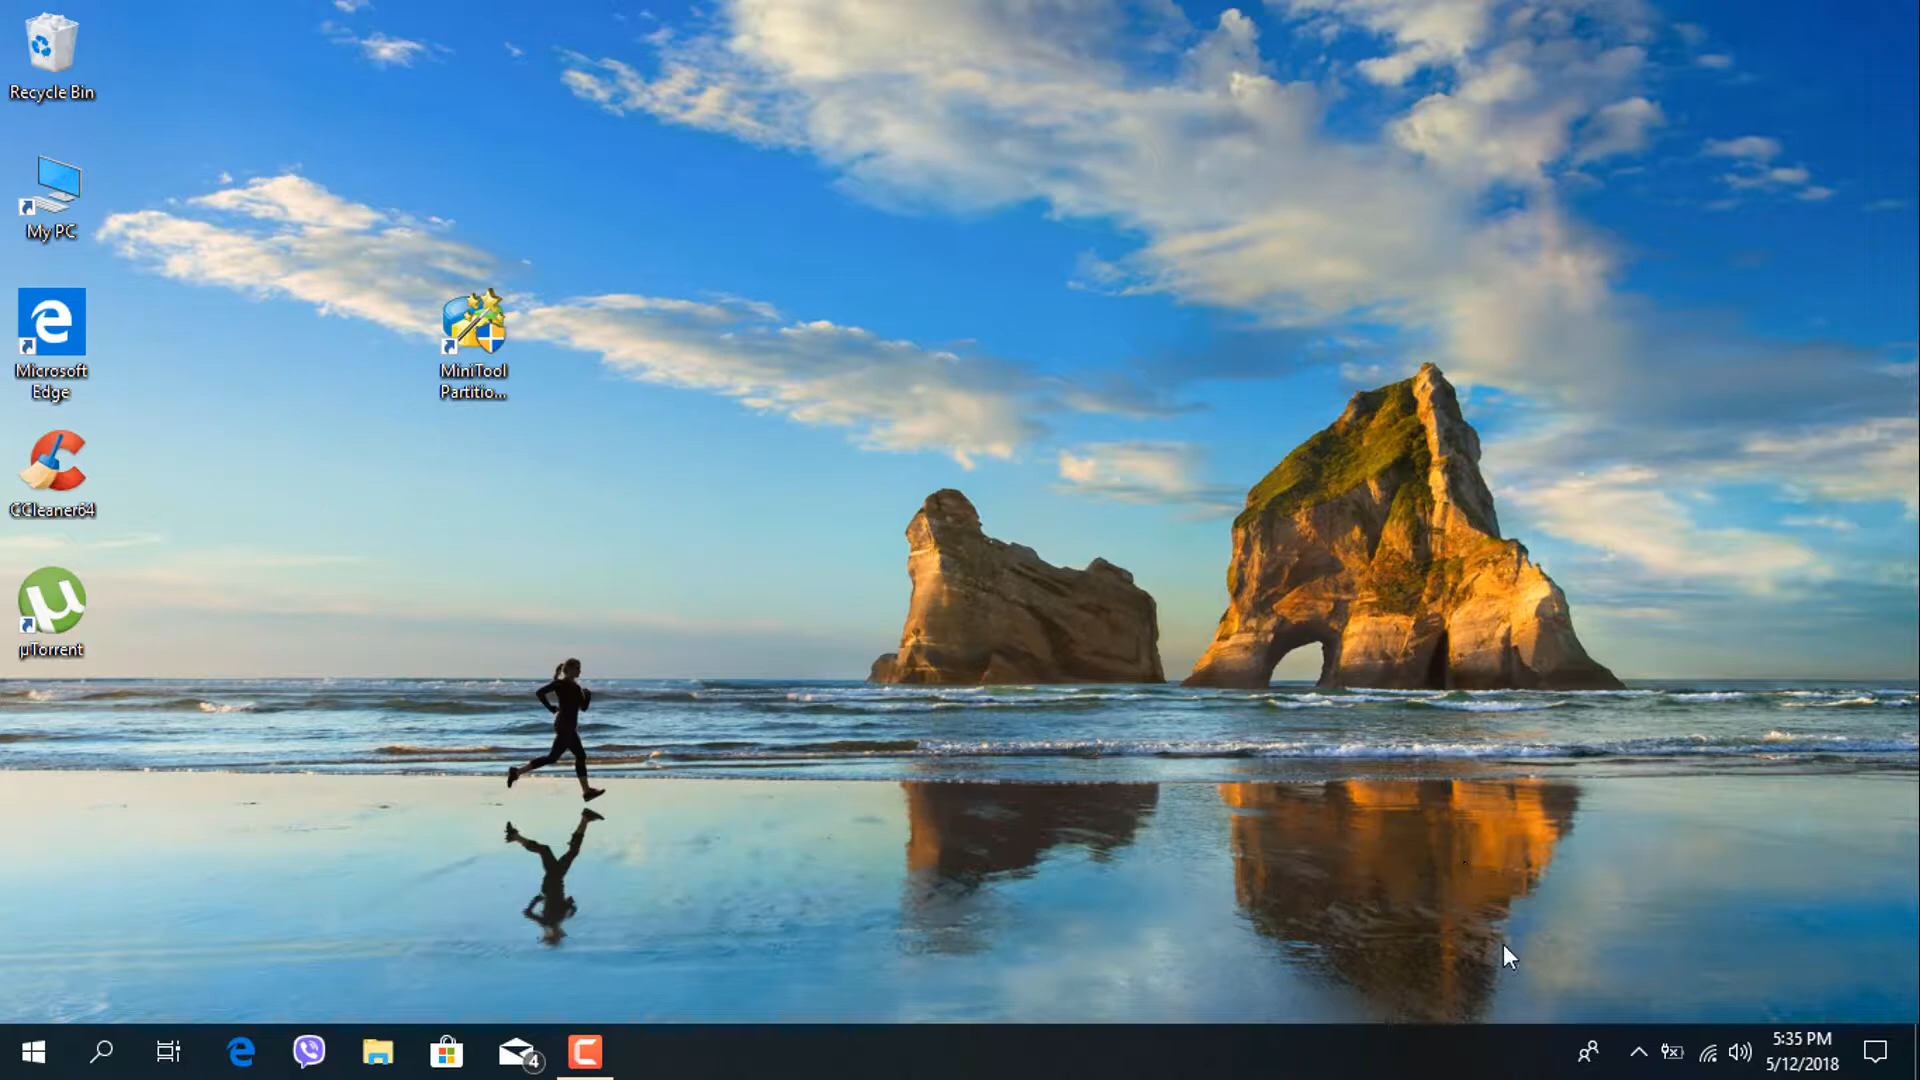 Recycle Bin
My PC
Microsoft
Edge
CCleaner64
µTorrent
MiniTool
Partitio...
4
5:35 PM
5/12/2018